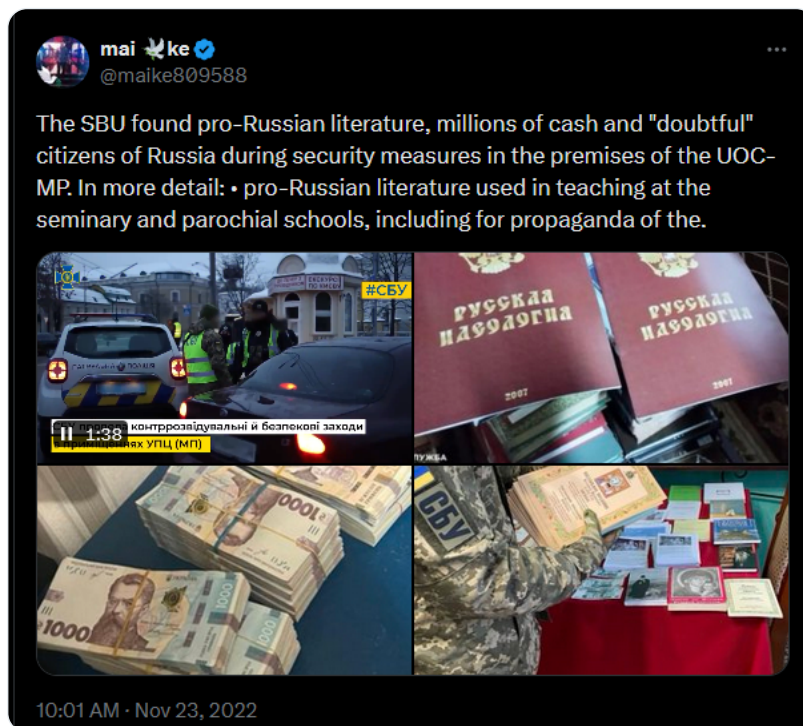 mai 🕊️ke
@maike809588
The SBU found pro-Russian literature, millions of cash and "doubtful"
citizens of Russia during security measures in the premises of the UOC-
MP. In more detail: • pro-Russian literature used in teaching at the
seminary and parochial schools, including for propaganda of the.
#СБУ
контррозвідувальні й безпекові заходи
приміщеннях УПЦ (МП)
1:38
РУССКАЯ
ИДЕОЛОГИЯ
2007
РУССКАЯ
ИДЕОЛОГИЯ
2007
1000
1000
1000
1000
СБУ
10:01 AM · Nov 23, 2022